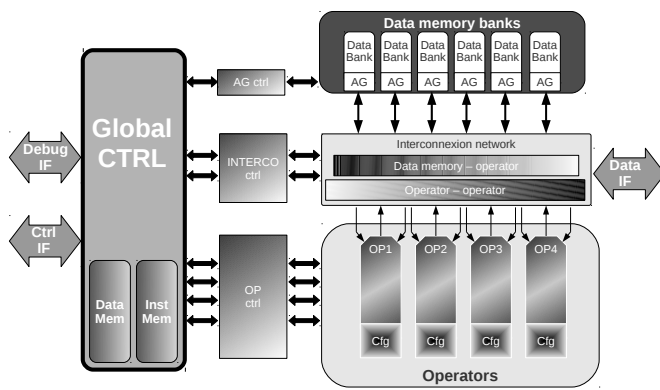 Data memory banks
Data Bank
Data Bank
Data Bank
Data Bank
Data Bank
Data Bank
AG
AG
AG
AG
AG
AG
AG ctrl
Global
CTRL
Debug
IF
INTERCO
ctrl
Interconnexion network
Data memory – operator
Operator – operator
Data
IF
Ctrl
IF
OP1
OP2
OP3
OP4
Data
Mem
Inst
Mem
OP
ctrl
Cfg
Cfg
Cfg
Cfg
Operators